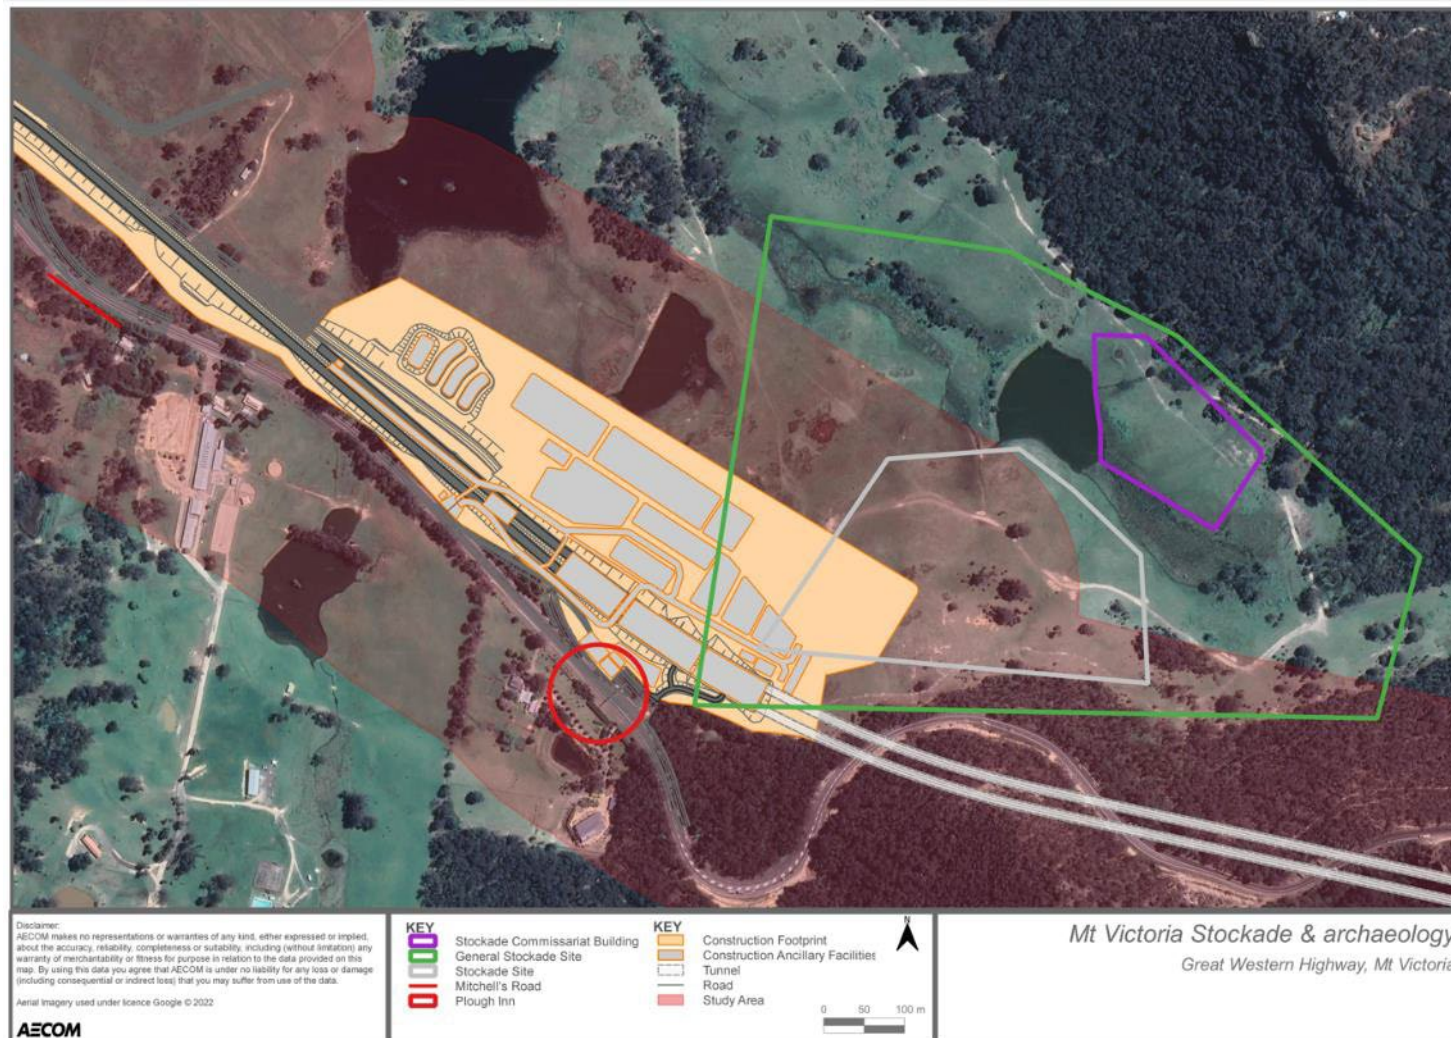 Disclaimer:
AECOM makes no representations or warranties of any kind, either expressed or implied,
about the accuracy, reliability, completeness or suitability, including (without limitation) any
warranty of merchantability or fitness for purpose in relation to the data provided on this
map. By using this data you agree that AECOM is under no liability for any loss or damage
(including consequential or indirect loss) that you may suffer from use of the data.
Aerial Imagery used under licence Google © 2022
AECOM
KEY
Stockade Commissariat Building
General Stockade Site
Stockade Site
Mitchell's Road
Plough Inn
KEY
Construction Footprint
Construction Ancillary Facilities
Tunnel
Road
Study Area
N
0 50 100 m
Mt Victoria Stockade & archaeology
Great Western Highway, Mt Victoria